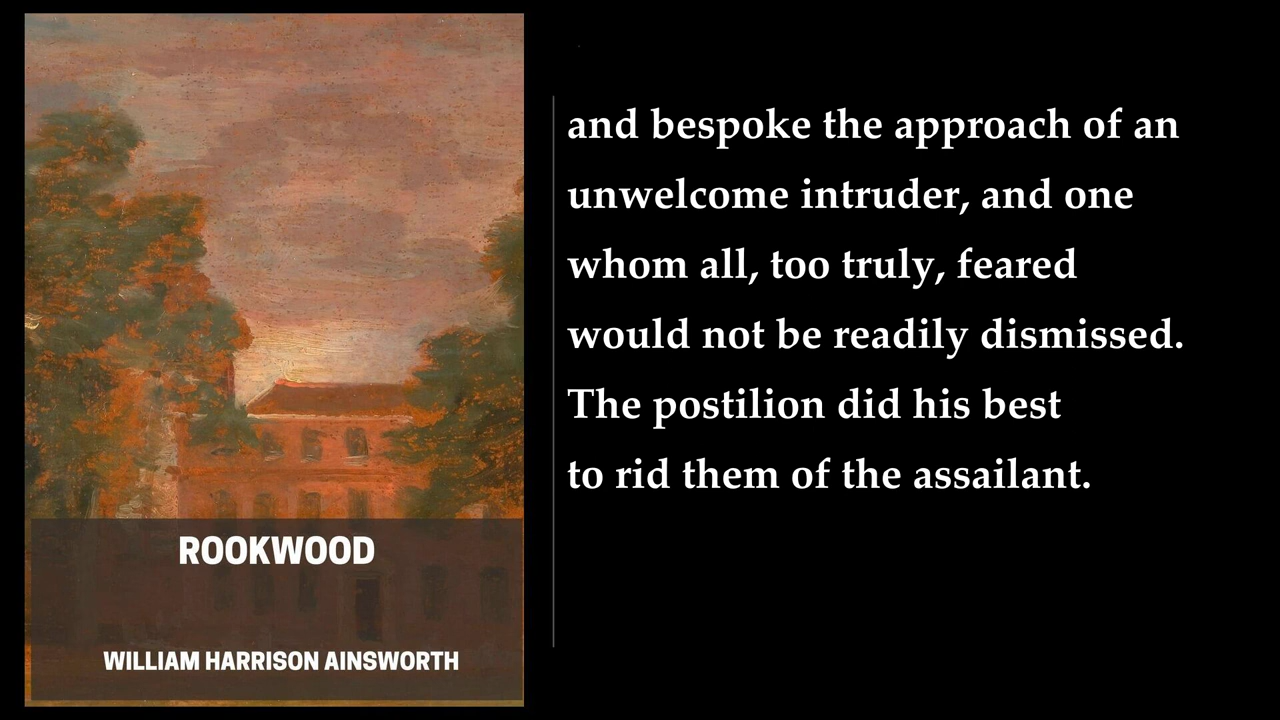 ROOKWOOD
WILLIAM HARRISON AINSWORTH
and bespoke the approach of an
unwelcome intruder, and one
whom all, too truly, feared
would not be readily dismissed.
The postilion did his best
to rid them of the assailant.